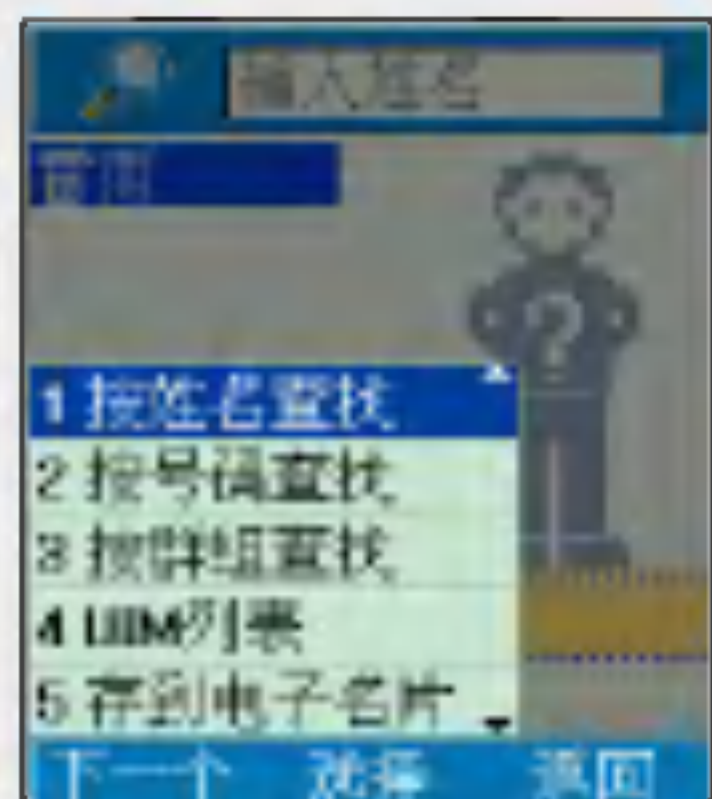 输入姓名
1 按姓名查找
2 按号码查找
3 按群组查找
4 UIM列表
5 存到电子名片
下一个 选择 返回